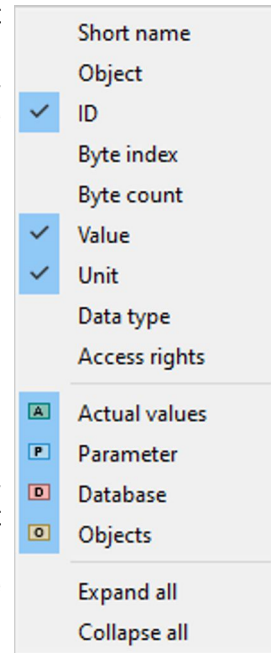 Short name
Object
ID
Byte index
Byte count
Value
Unit
Data type
Access rights
A Actual values
P Parameter
D Database
O Objects
Expand all
Collapse all